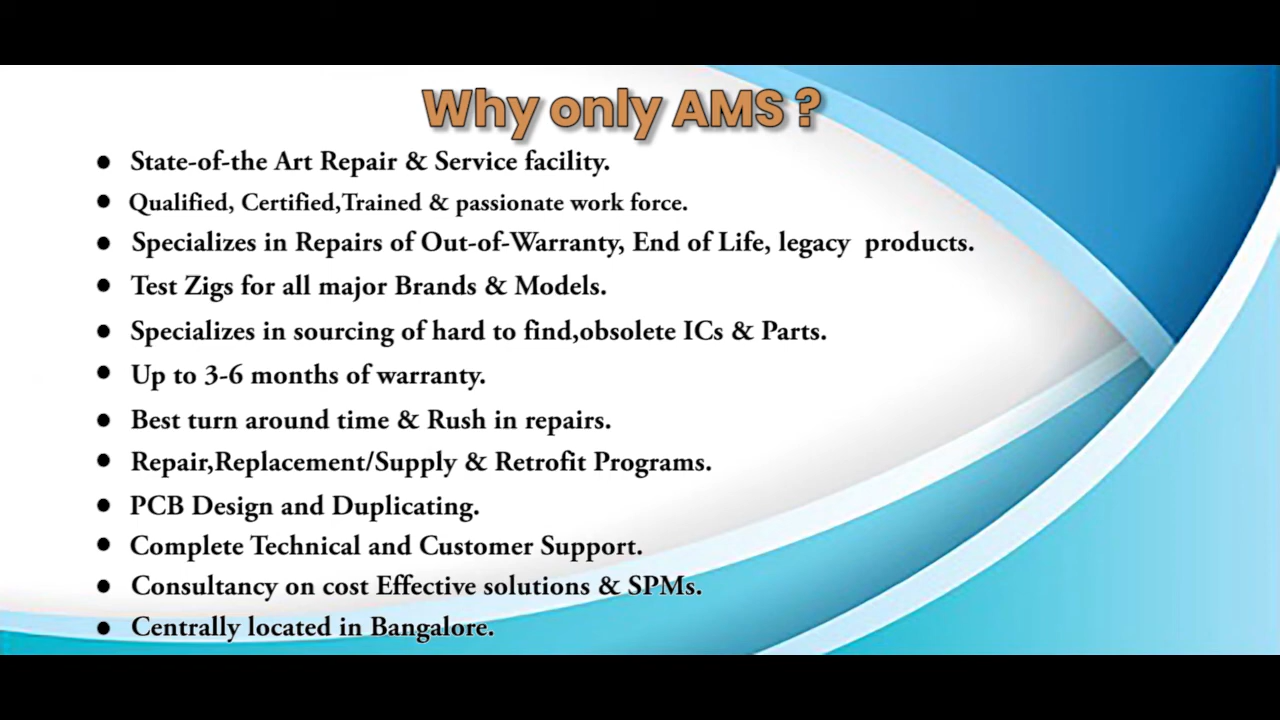 Why only AMS ?
● State-of-the Art Repair & Service facility.
● Qualified, Certified,Trained & passionate work force.
● Specializes in Repairs of Out-of-Warranty, End of Life, legacy  products.
● Test Zigs for all major Brands & Models.
● Specializes in sourcing of hard to find,obsolete ICs & Parts.
● Up to 3-6 months of warranty.
● Best turn around time & Rush in repairs.
● Repair,Replacement/Supply & Retrofit Programs.
● PCB Design and Duplicating.
● Complete Technical and Customer Support.
● Consultancy on cost Effective solutions & SPMs.
● Centrally located in Bangalore.